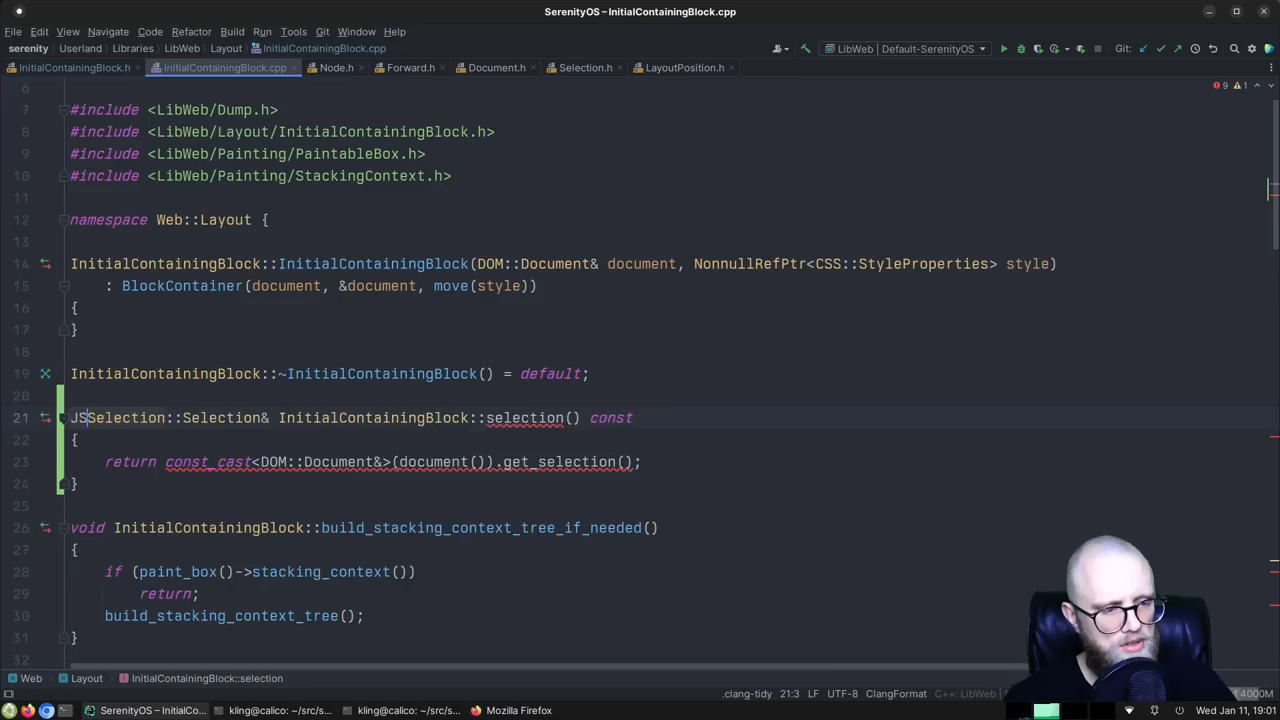 SerenityOS – InitialContainingBlock.cpp
File Edit View Navigate Code Refactor Build Run Tools Git Window Help
serenity Userland Libraries LibWeb Layout InitialContainingBlock.cpp LibWeb | Default-SerenityOS Git:
InitialContainingBlock.h InitialContainingBlock.cpp Node.h Forward.h Document.h Selection.h LayoutPosition.h
6 9 1
7 #include <LibWeb/Dump.h>
8 #include <LibWeb/Layout/InitialContainingBlock.h>
9 #include <LibWeb/Painting/PaintableBox.h>
10 #include <LibWeb/Painting/StackingContext.h>
11
12 namespace Web::Layout {
13
14 InitialContainingBlock::InitialContainingBlock(DOM::Document& document, NonnullRefPtr<CSS::StyleProperties> style)
15 : BlockContainer(document, &document, move(style))
16 {
17 }
18
19 InitialContainingBlock::~InitialContainingBlock() = default;
20
21 JSSelection::Selection& InitialContainingBlock::selection() const
22 {
23 return const_cast<DOM::Document&>(document()).get_selection();
24 }
25
26 void InitialContainingBlock::build_stacking_context_tree_if_needed()
27 {
28 if (paint_box()->stacking_context())
29 return;
30 build_stacking_context_tree();
31 }
32
Web Layout InitialContainingBlock::selection
.clang-tidy 21:3 LF UTF-8 ClangFormat C++: LibWeb 4000M
SerenityOS – InitialCo... kling@calico: ~/src/s... kling@calico: ~/src/s... Mozilla Firefox Wed Jan 11, 19:01